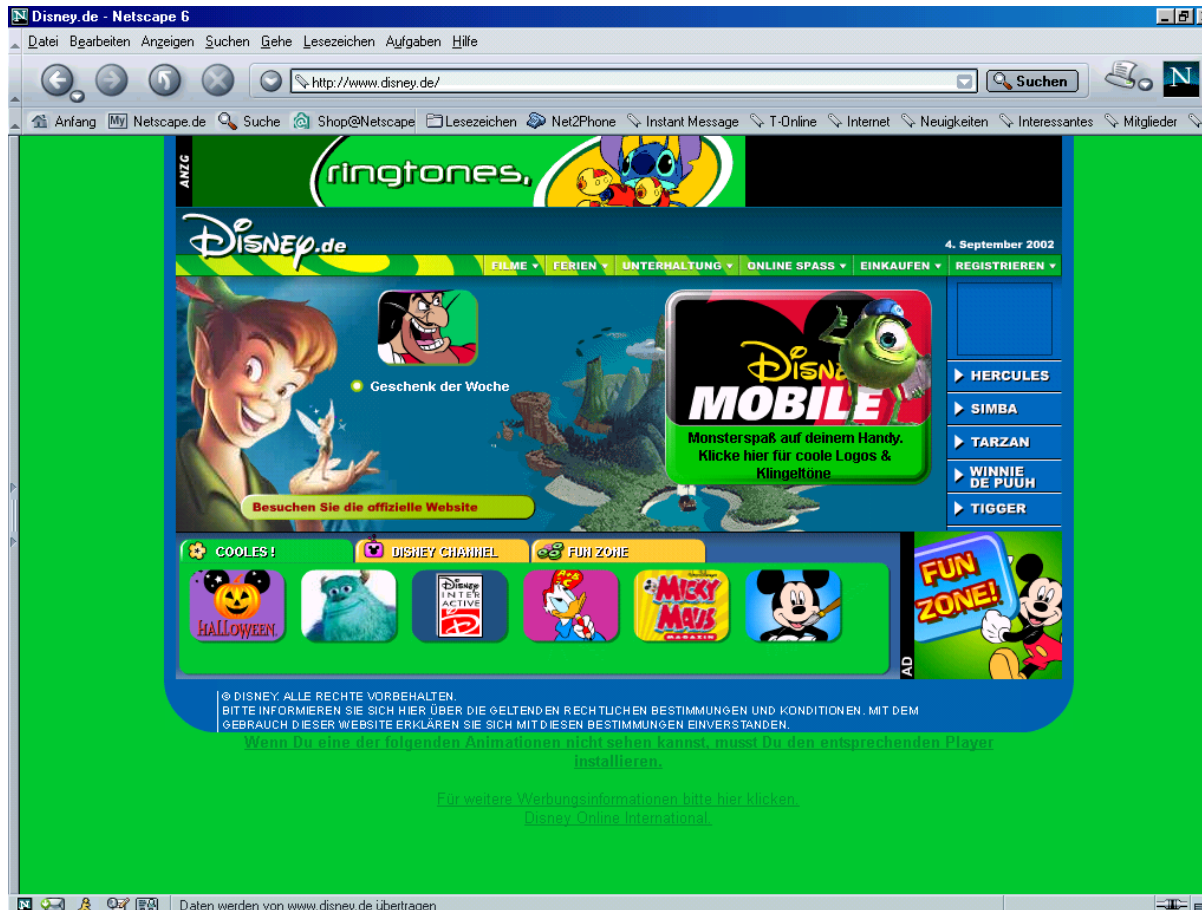 Disney.de - Netscape 6
Datei Bearbeiten Anzeigen Suchen Gehe Lesezeichen Aufgaben Hilfe
http://www.disney.de/
Suchen
N
Anfang My Netscape.de Suche Shop@Netscape Lesezeichen Net2Phone Instant Message T-Online Internet Neuigkeiten Interessantes Mitglieder
ANZG
ringtones,
Disney.de
4. September 2002
FILME FERIEN UNTERHALTUNG ONLINE SPASS EINKAUFEN REGISTRIEREN
Geschenk der Woche
Disney
MOBILE
Monsterspaß auf deinem Handy.
Klicke hier für coole Logos &
Klingeltöne
HERCULES
SIMBA
TARZAN
WINNIE
DE PUUH
TIGGER
Besuchen Sie die offizielle Website
COOLES !
DISNEY CHANNEL
FUN ZONE
HALLOWEEN
Disney
INTER
ACTIVE
D
MICKY
MAUS
MAGAZIN
FUN
ZONE!
AD
© DISNEY. ALLE RECHTE VORBEHALTEN.
BITTE INFORMIEREN SIE SICH HIER ÜBER DIE GELTENDEN RECHTLICHEN BESTIMMUNGEN UND KONDITIONEN. MIT DEM
GEBRAUCH DIESER WEBSITE ERKLÄREN SIE SICH MIT DIESEN BESTIMMUNGEN EINVERSTANDEN.
Wenn Du eine der folgenden Animationen nicht sehen kannst, musst Du den entsprechenden Player
installieren.
Für weitere Werbungsinformationen bitte hier klicken.
Disney Online International.
Daten werden von www.disney.de übertragen